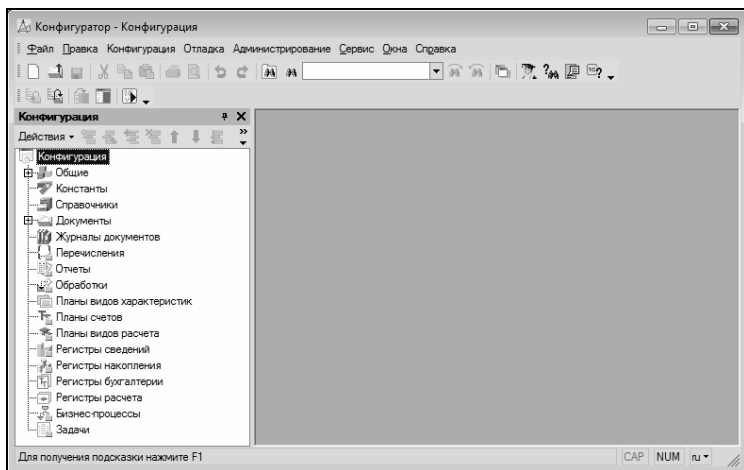 Конфигуратор - Конфигурация
Файл Правка Конфигурация Отладка Администрирование Сервис Окна Справка
Конфигурация
Действия
Конфигурация
Общие
Константы
Справочники
Документы
Журналы документов
Перечисления
Отчеты
Обработки
Планы видов характеристик
Планы счетов
Планы видов расчета
Регистры сведений
Регистры накопления
Регистры бухгалтерии
Регистры расчета
Бизнес-процессы
Задачи
Для получения подсказки нажмите F1 CAP NUM ru